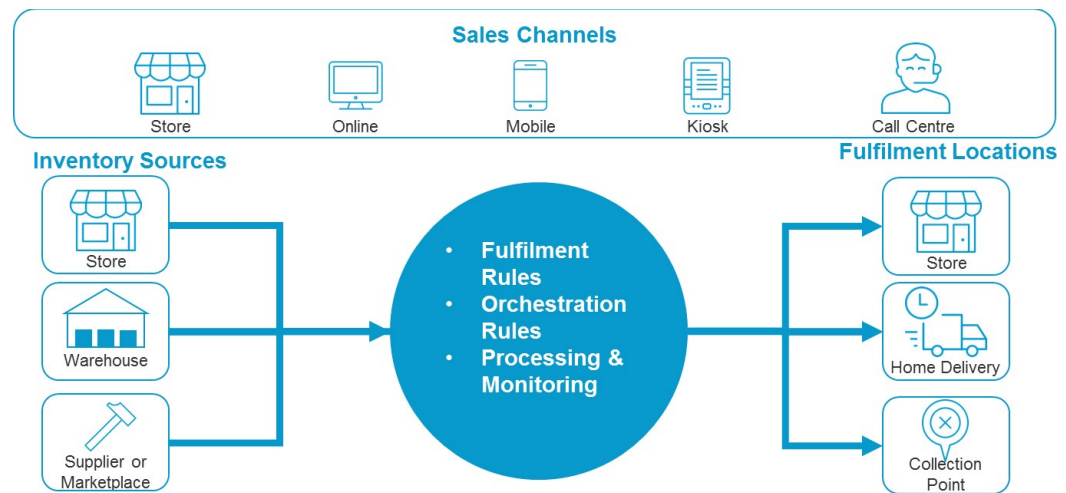 Sales Channels
Store
Online
Mobile
Kiosk
Call Centre
Inventory Sources
Fulfilment Locations
Store
Warehouse
Supplier or
Marketplace
• Fulfilment
Rules
• Orchestration
Rules
• Processing &
Monitoring
Store
Home Delivery
Collection
Point